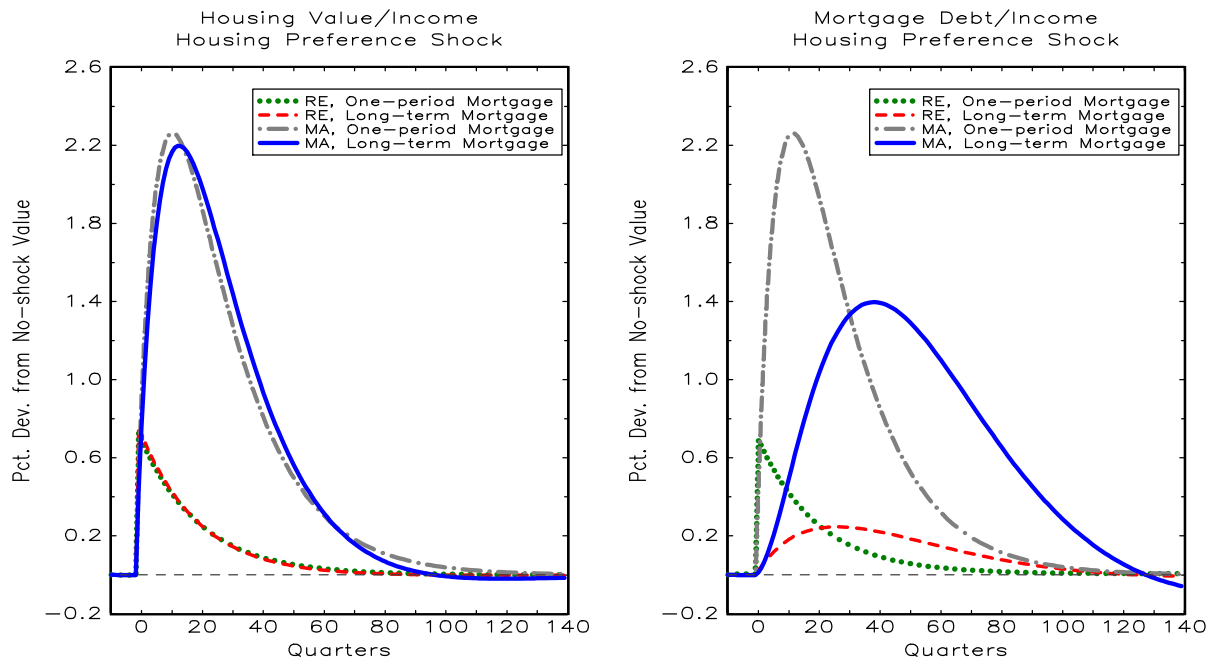 Housing Value/Income
Housing Preference Shock
Pct. Dev. from No-shock Value
2.6
2.2
1.8
1.4
1.0
0.6
0.2
−0.2
RE, One−period Mortgage
RE, Long−term Mortgage
MA, One−period Mortgage
MA, Long−term Mortgage
0 20 40 60 80 100 120 140
Quarters
Mortgage Debt/Income
Housing Preference Shock
Pct. Dev. from No-shock Value
2.6
2.2
1.8
1.4
1.0
0.6
0.2
−0.2
RE, One−period Mortgage
RE, Long−term Mortgage
MA, One−period Mortgage
MA, Long−term Mortgage
0 20 40 60 80 100 120 140
Quarters